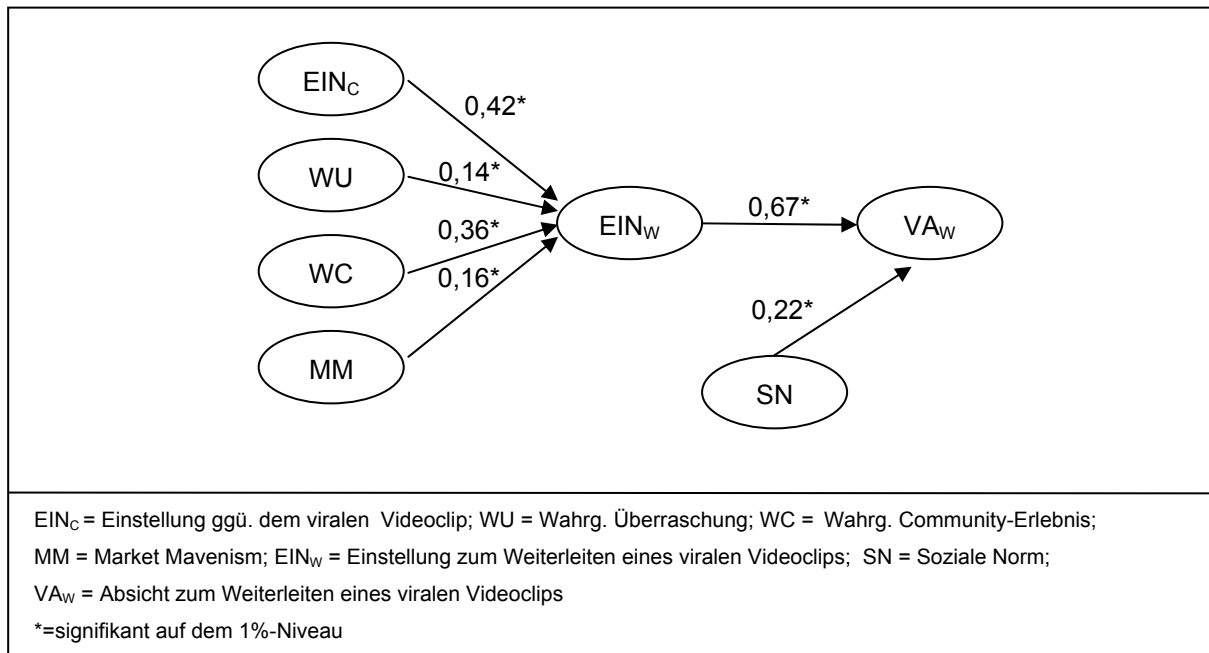 EIN_C
0,42*
WU
0,14*
EIN_W
0,67*
VA_W
0,36*
WC
0,16*
0,22*
MM
SN
EIN_C = Einstellung ggü. dem viralen Videoclip; WU = Wahrg. Überraschung; WC = Wahrg. Community-Erlebnis;
MM = Market Mavenism; EIN_W = Einstellung zum Weiterleiten eines viralen Videoclips; SN = Soziale Norm;
VA_W = Absicht zum Weiterleiten eines viralen Videoclips
*=signifikant auf dem 1%-Niveau